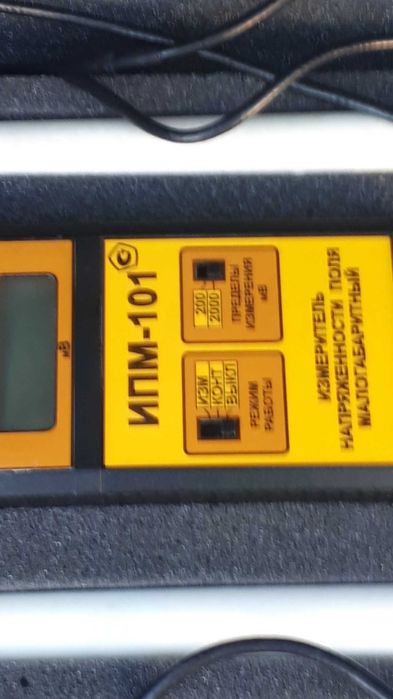 мВ
ИПМ-101
ИЗМ
КОНТ
ВЫКЛ
РЕЖИМ
РАБОТЫ
200
2000
ПРЕДЕЛЫ
ИЗМЕРЕНИЯ
мВ
ИЗМЕРИТЕЛЬ
НАПРЯЖЕННОСТИ ПОЛЯ
МАЛОГАБАРИТНЫЙ